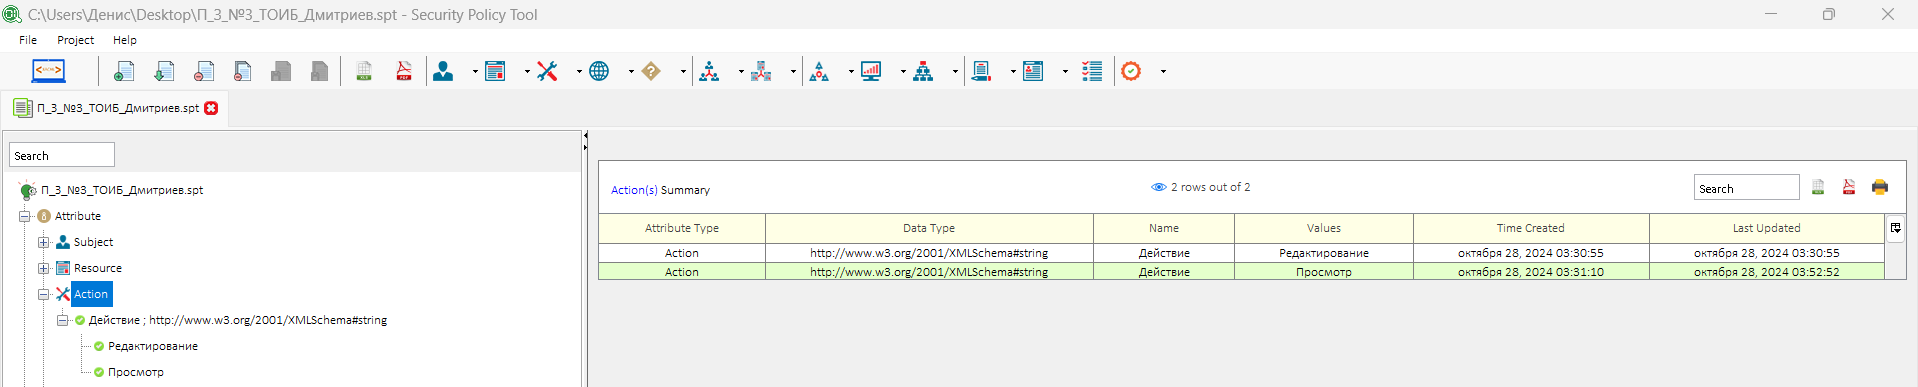 C:\Users\Денис\Desktop\П_З_№3_ТОИБ_Дмитриев.spt - Security Policy Tool
File Project Help
П_З_№3_ТОИБ_Дмитриев.spt
Search
П_З_№3_ТОИБ_Дмитриев.spt
Attribute
Subject
Resource
Action
Действие ; http://www.w3.org/2001/XMLSchema#string
Редактирование
Просмотр
Action(s) Summary 2 rows out of 2 Search
Attribute Type Data Type Name Values Time Created Last Updated
Action http://www.w3.org/2001/XMLSchema#string Действие Редактирование октября 28, 2024 03:30:55 октября 28, 2024 03:30:55
Action http://www.w3.org/2001/XMLSchema#string Действие Просмотр октября 28, 2024 03:31:10 октября 28, 2024 03:52:52